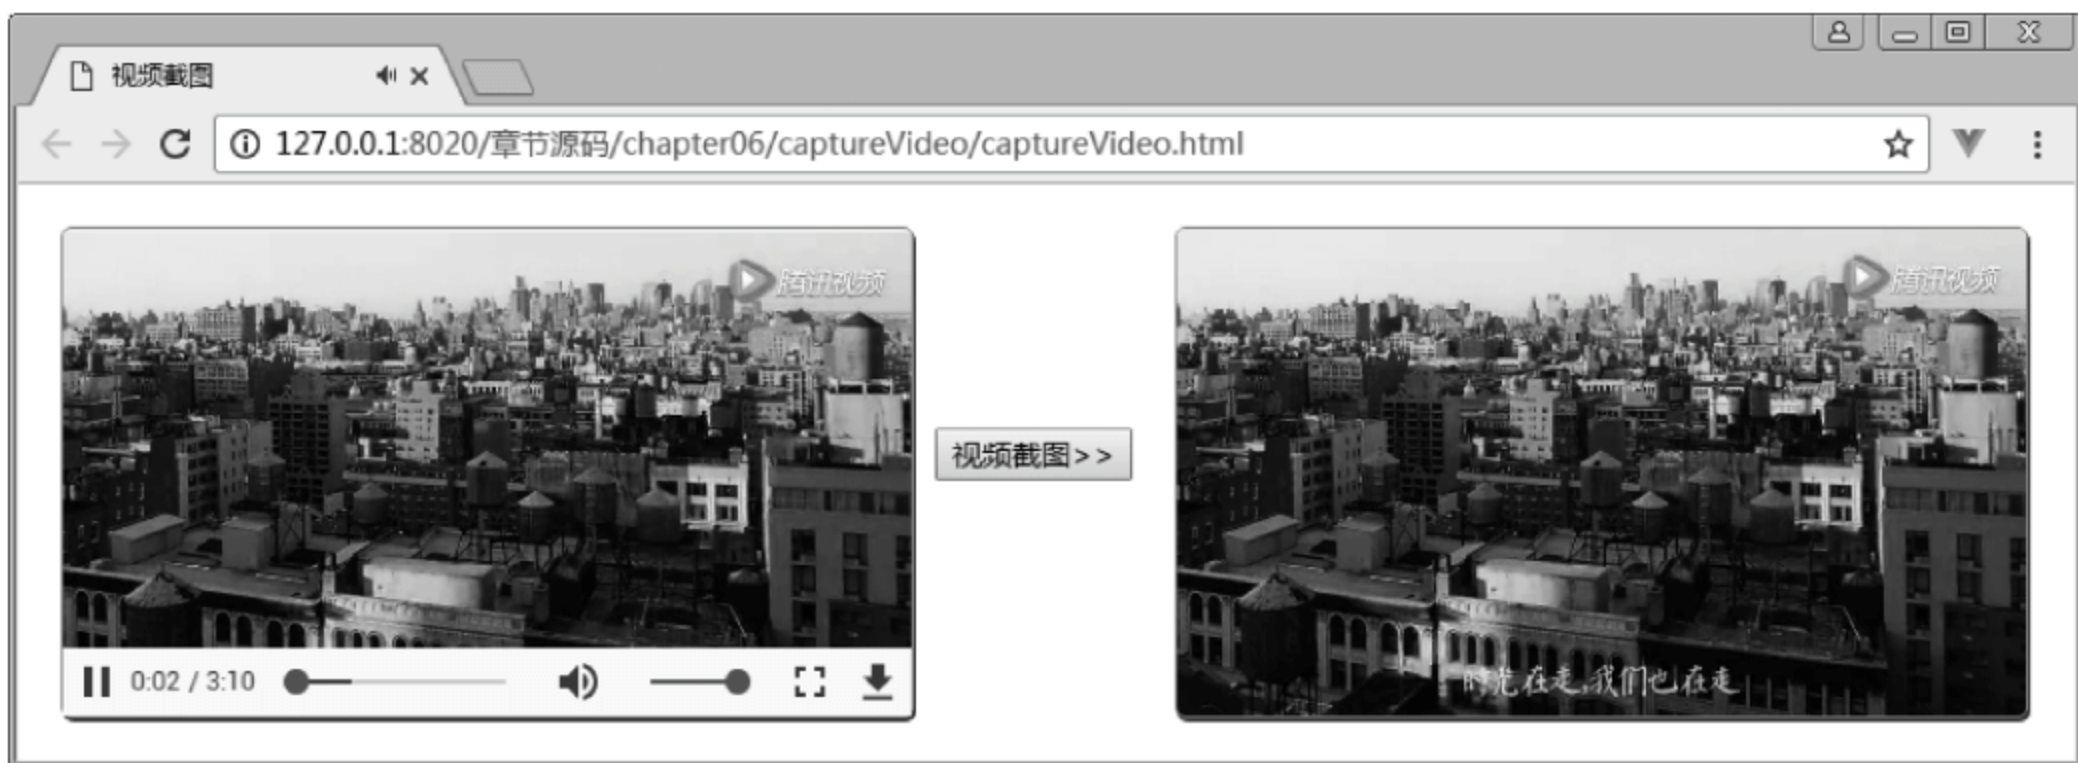 视频截图
127.0.0.1:8020/章节源码/chapter06/captureVideo/captureVideo.html
腾讯视频
腾讯视频
视频截图>>
0:02 / 3:10
时光在走,我们也在走